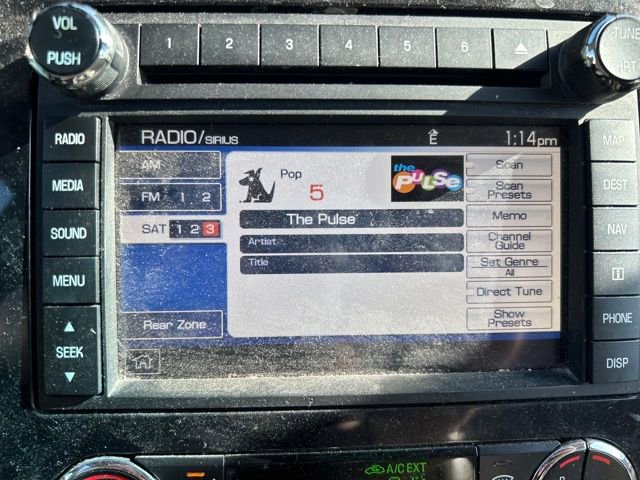 VOL
PUSH
1 2 3 4 5 6
TUNE
RADIO
MEDIA
SOUND
MENU
SEEK
RADIO/SIRIUS E 1:14pm
AM
FM 1 2
SAT 1 2 3
Rear Zone
Pop
5
the PULSe
The Pulse
Artist
Title
Scan
Scan
Presets
Memo
Channel
Guide
Set Genre
All
Direct Tune
Show
Presets
MAP
DEST
NAV
i
PHONE
DISP
A/C EXT